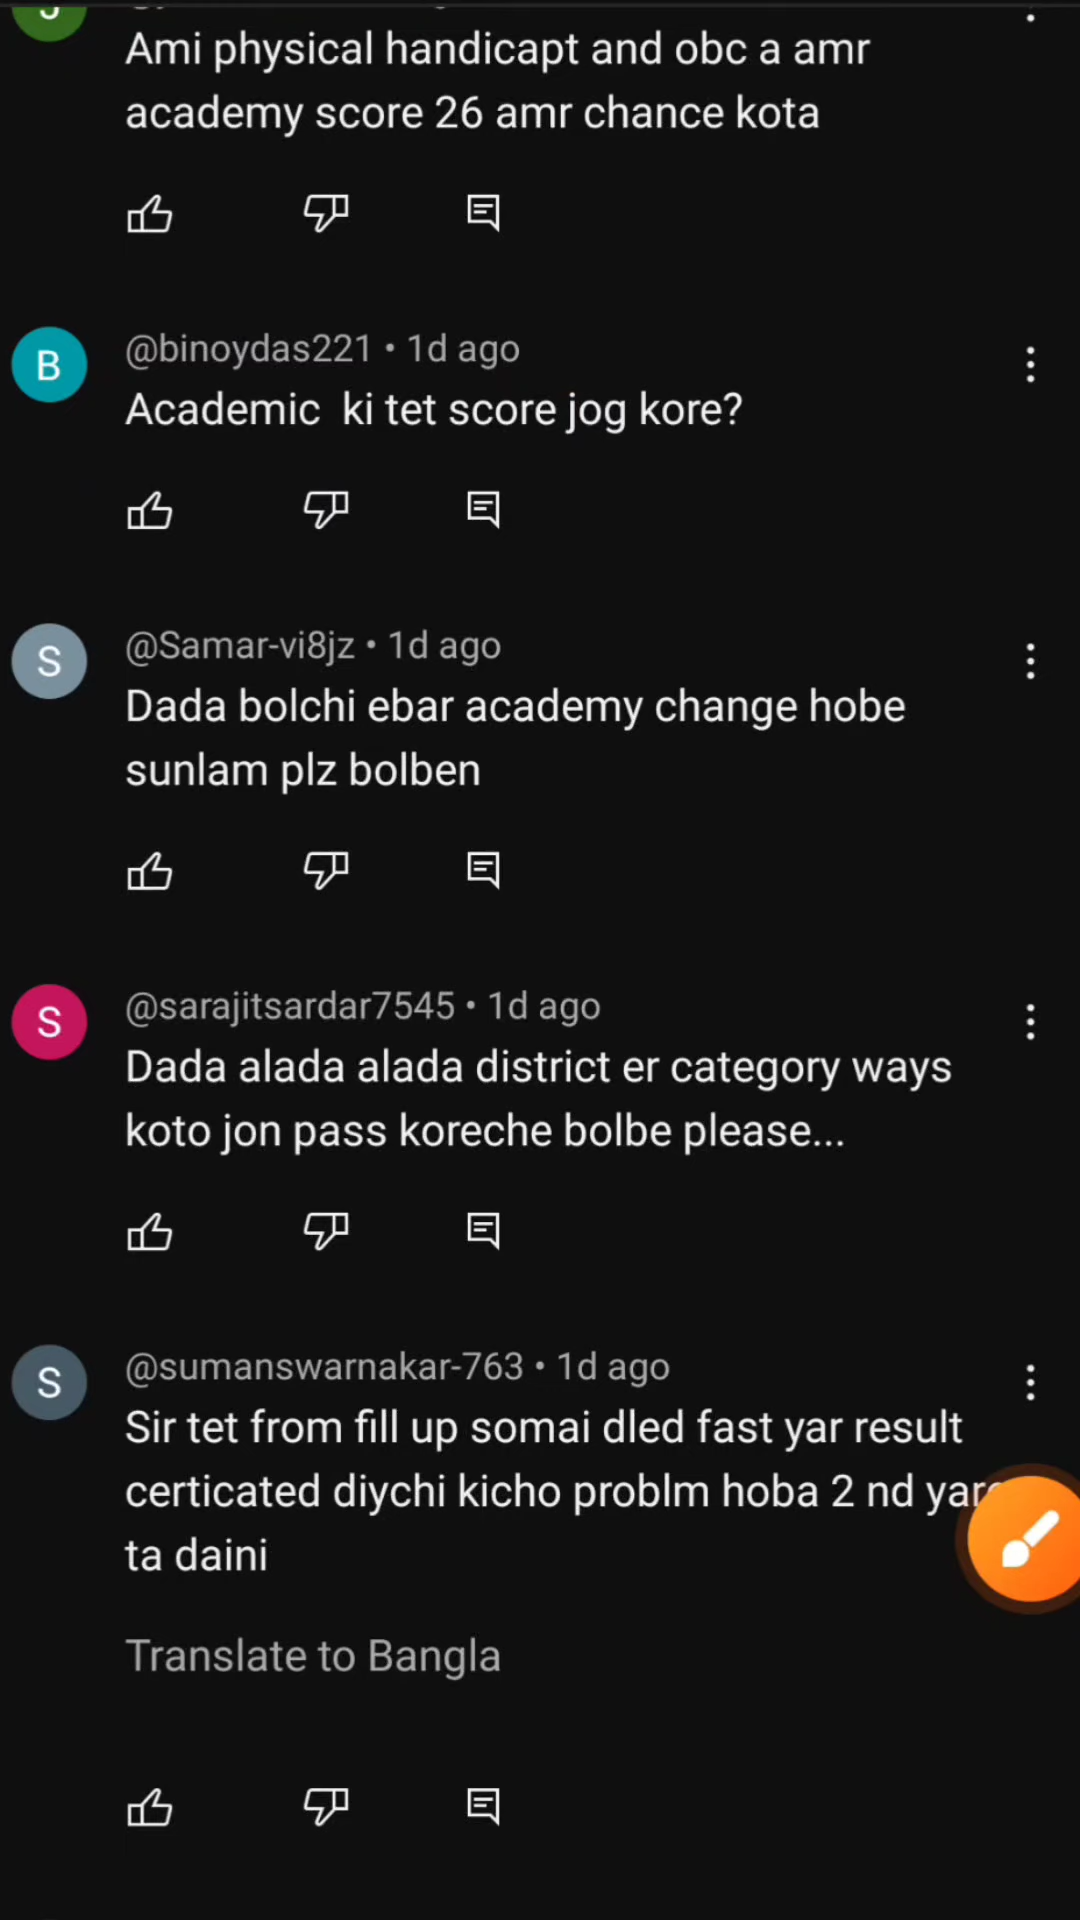 J
Ami physical handicapt and obc a amr
academy score 26 amr chance kota
B
@binoydas221 • 1d ago
Academic ki tet score jog kore?
S
@Samar-vi8jz • 1d ago
Dada bolchi ebar academy change hobe
sunlam plz bolben
S
@sarajitsardar7545 • 1d ago
Dada alada alada district er category ways
koto jon pass koreche bolbe please...
S
@sumanswarnakar-763 • 1d ago
Sir tet from fill up somai dled fast yar result
certicated diychi kicho problm hoba 2 nd yare
ta daini
Translate to Bangla